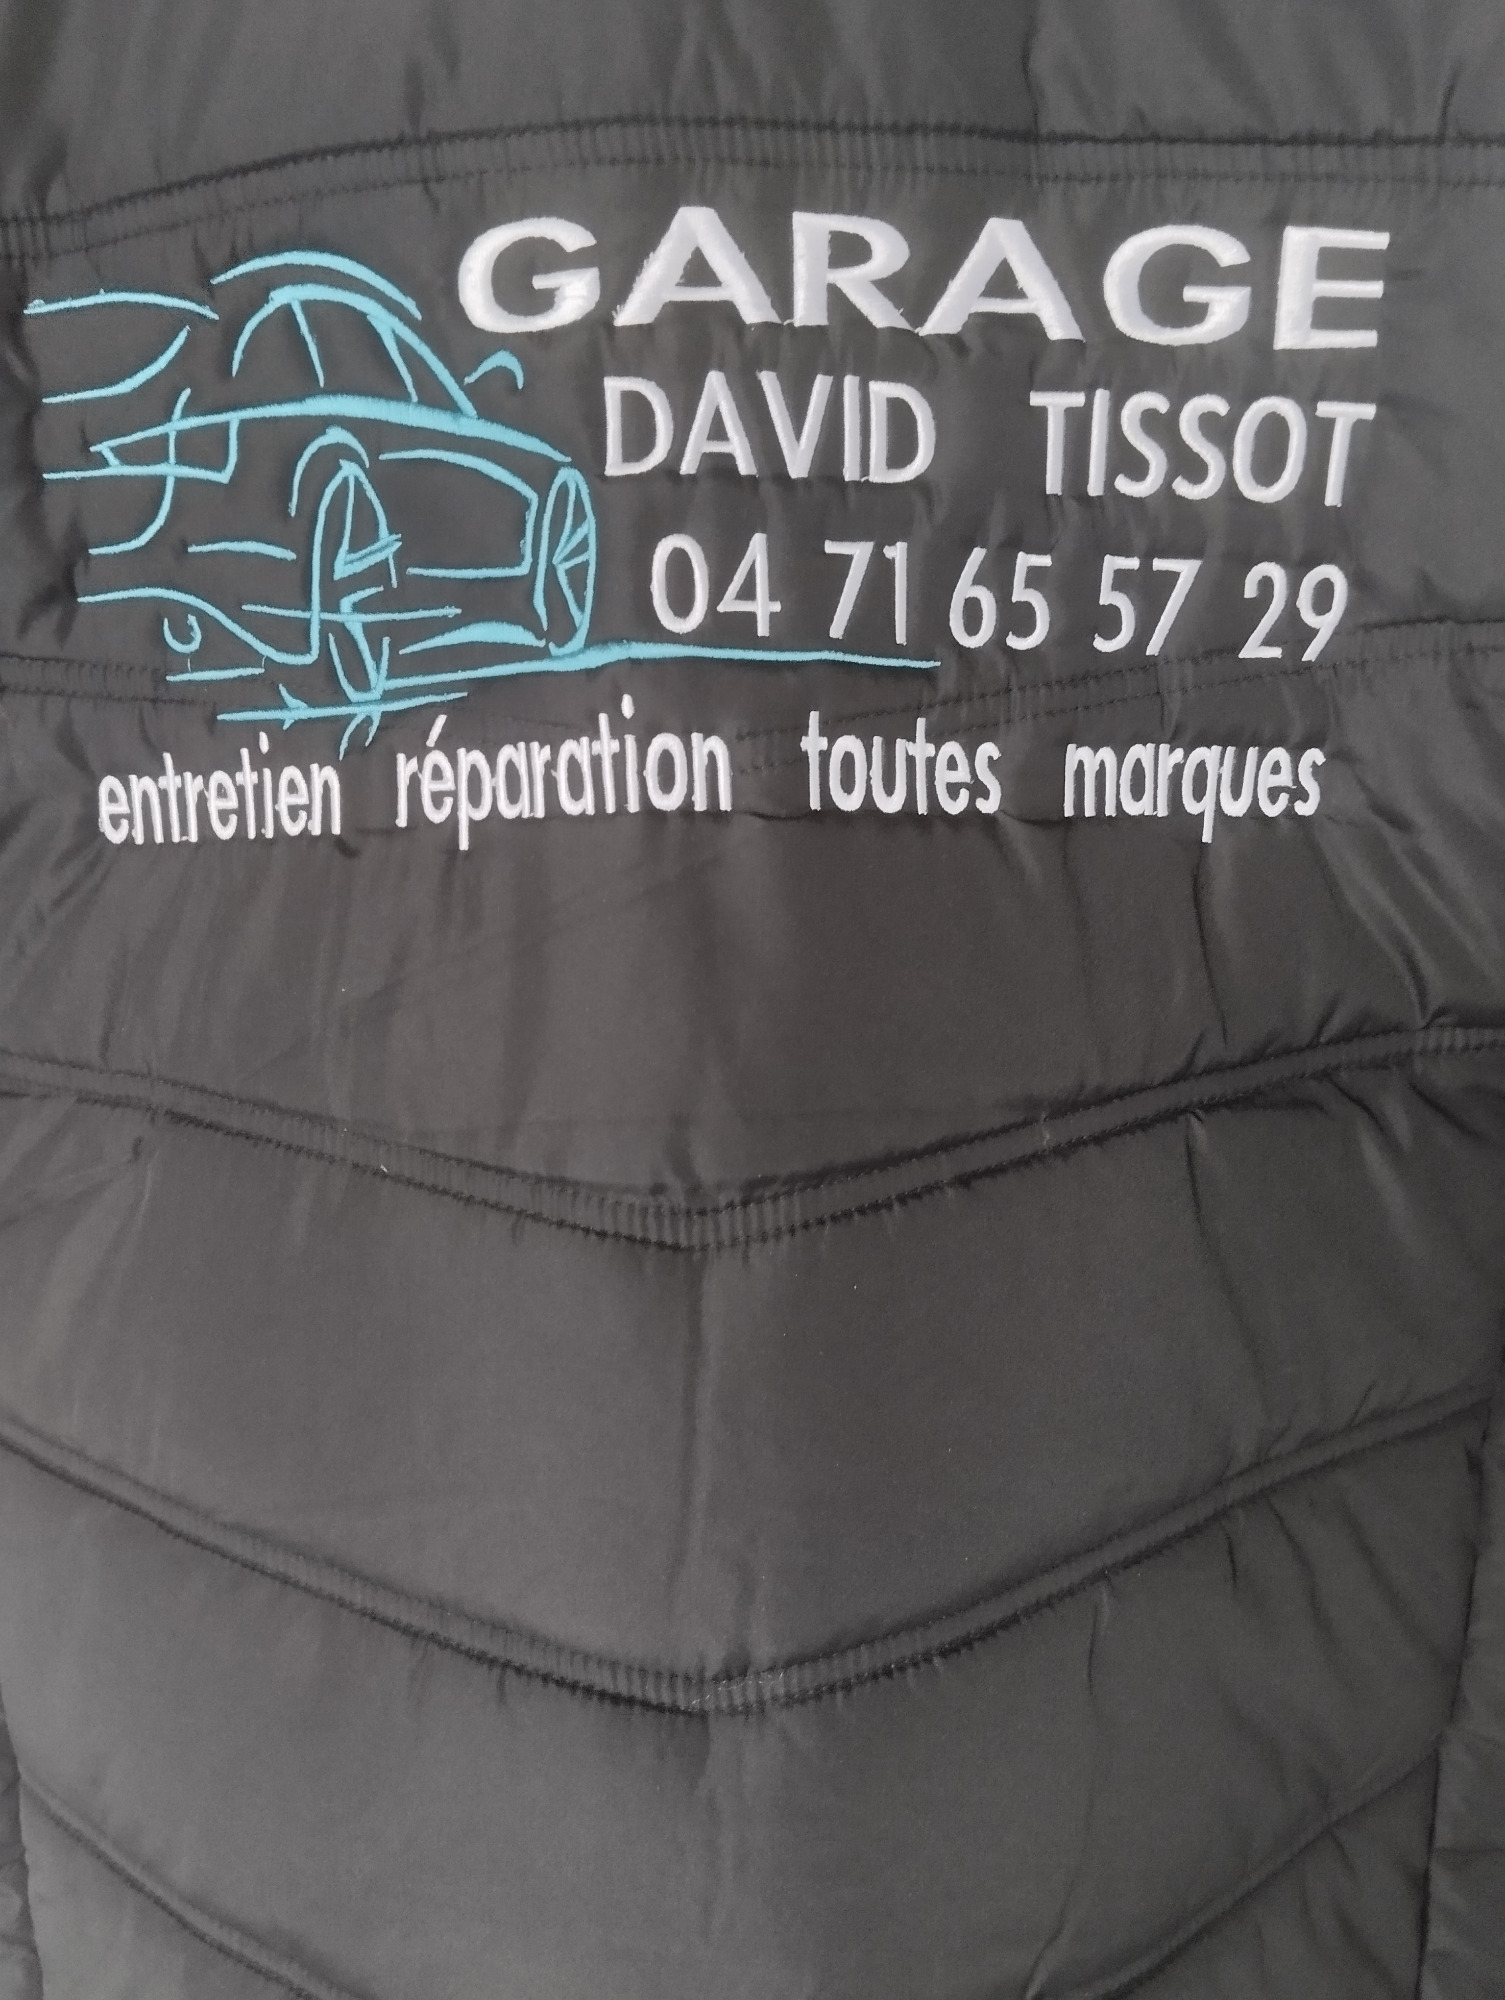 GARAGE
DAVID TISSOT
04 71 65 57 29
entretien réparation toutes marques